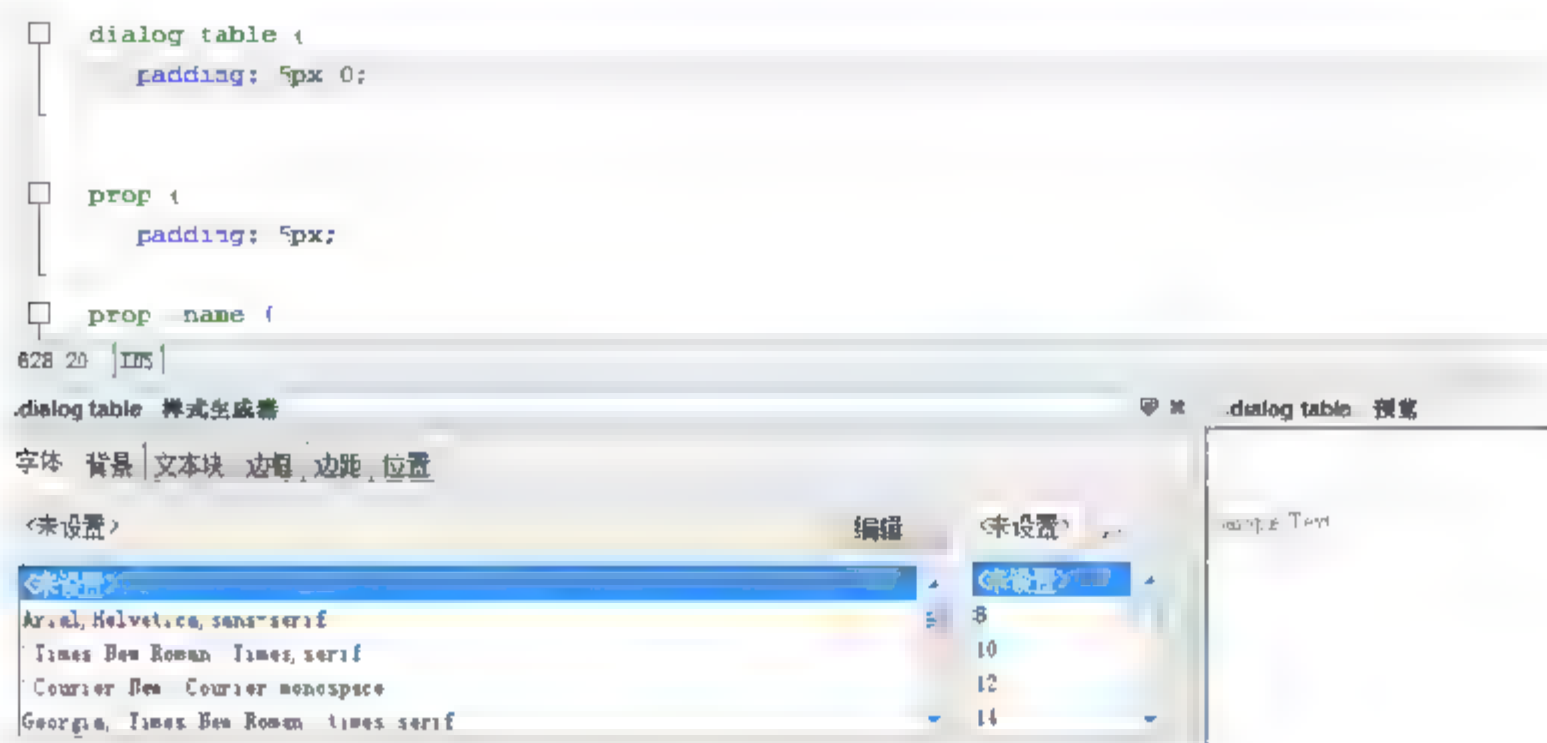 dialog table {
padding: 5px 0;
prop {
padding: 5px;
prop name {
628 20 INS
.dialog table 样式生成器
.dialog table 预览
字体 背景 文本块 边框 边距 位置
<未设置> 编辑 <未设置>
<未设置> <未设置>
Arial, Helvetica, sans-serif 8
Times New Roman Times, serif 10
Courier New Courier monospace 12
Georgia, Times New Roman times serif 14
Text